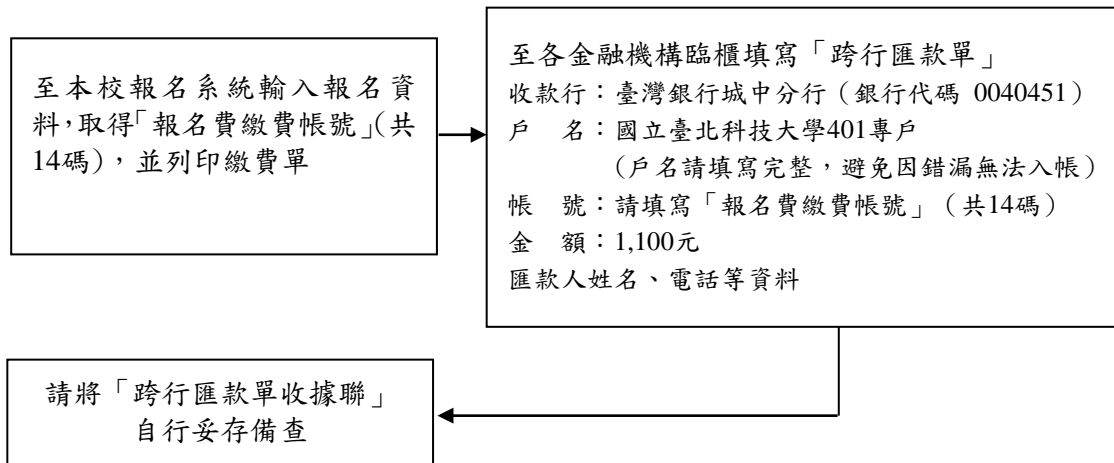 至本校報名系統輸入報名資
料，取得「報名費繳費帳號」（共
14碼），並列印繳費單
至各金融機構臨櫃填寫「跨行匯款單」
收款行：臺灣銀行城中分行（銀行代碼 0040451）
戶　名：國立臺北科技大學401專戶
(戶名請填寫完整，避免因錯漏無法入帳）
帳　號：請填寫「報名費繳費帳號」（共14碼）
金　額：1,100元
匯款人姓名、電話等資料
請將「跨行匯款單收據聯」
自行妥存備查